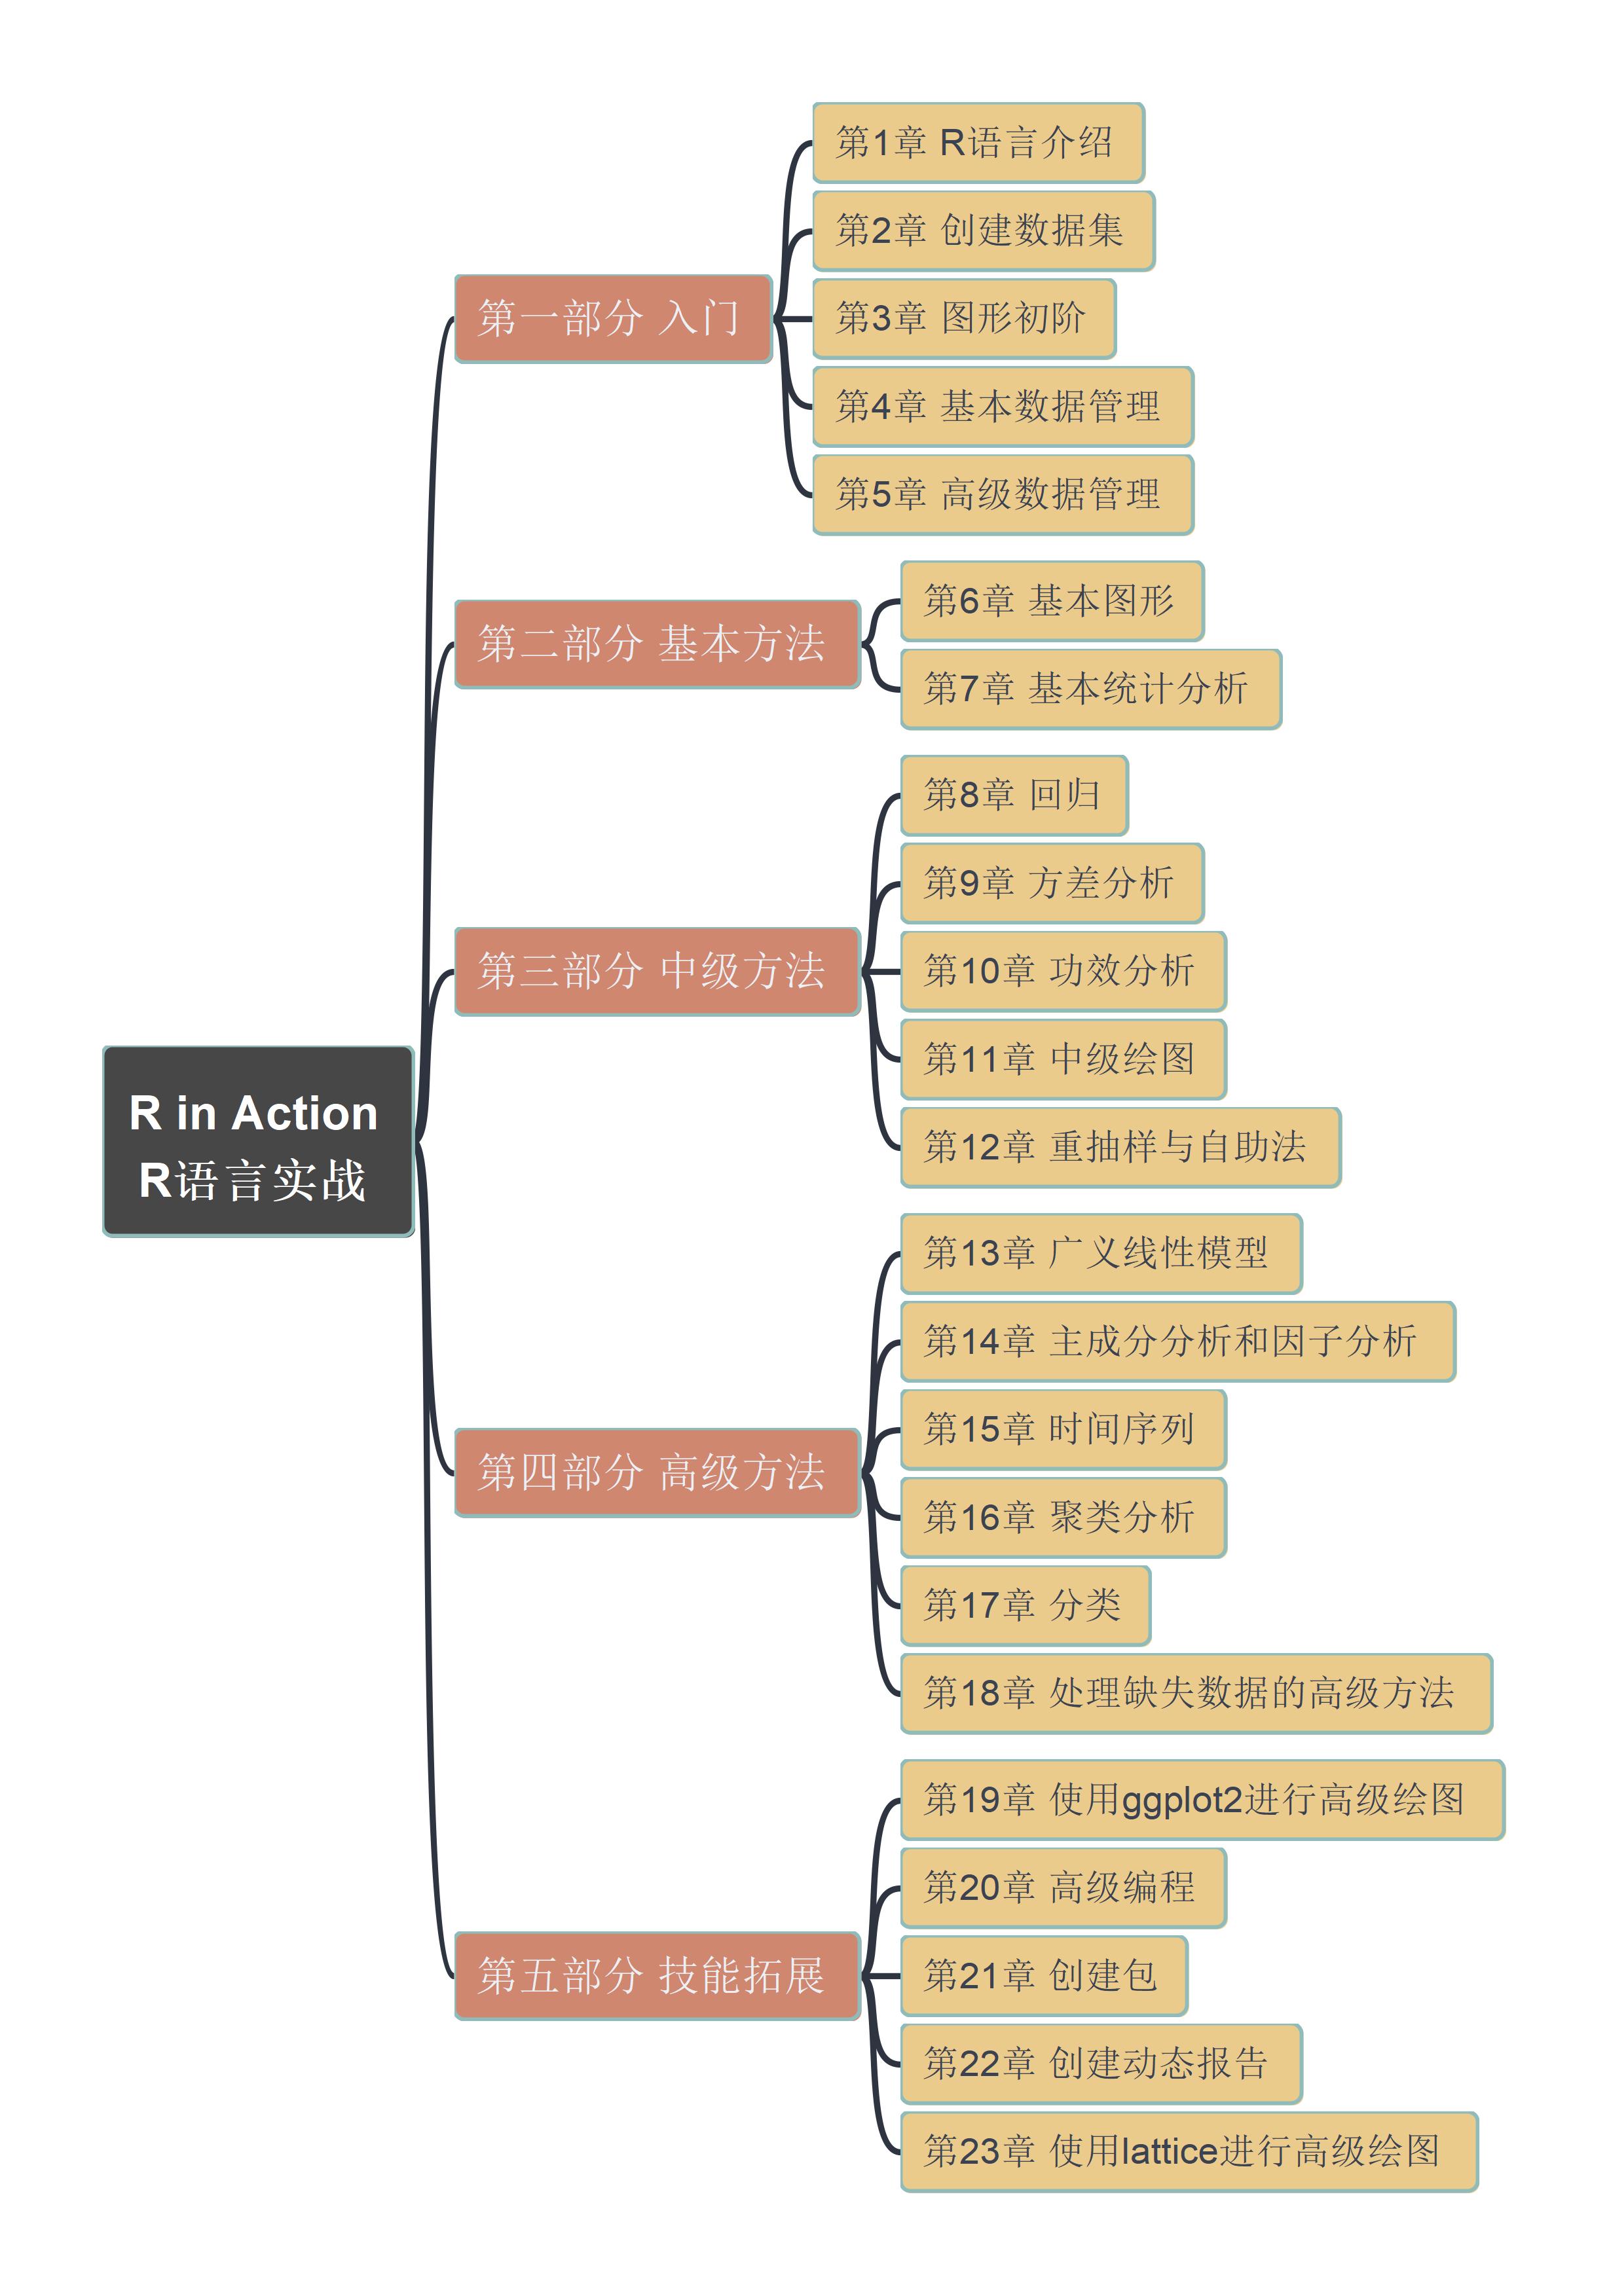 R in Action
R语言实战
第一部分 入门
第1章 R语言介绍
第2章 创建数据集
第3章 图形初阶
第4章 基本数据管理
第5章 高级数据管理
第二部分 基本方法
第6章 基本图形
第7章 基本统计分析
第三部分 中级方法
第8章 回归
第9章 方差分析
第10章 功效分析
第11章 中级绘图
第12章 重抽样与自助法
第四部分 高级方法
第13章 广义线性模型
第14章 主成分分析和因子分析
第15章 时间序列
第16章 聚类分析
第17章 分类
第18章 处理缺失数据的高级方法
第五部分 技能拓展
第19章 使用ggplot2进行高级绘图
第20章 高级编程
第21章 创建包
第22章 创建动态报告
第23章 使用lattice进行高级绘图